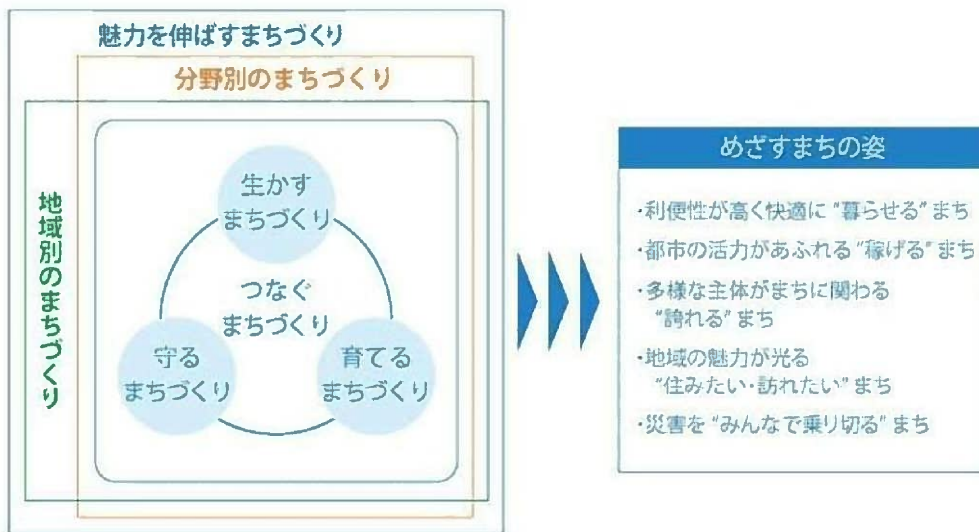 魅力を伸ばすまちづくり
分野別のまちづくり
地域別のまちづくり
生かす
まちづくり
つなぐ
まちづくり
守る
まちづくり
育てる
まちづくり
めざすまちの姿
・利便性が高く快適に“暮らせる”まち
・都市の活力があふれる“稼げる”まち
・多様な主体がまちに関わる
“誇れる”まち
・地域の魅力が光る
“住みたい・訪れたい”まち
・災害を“みんなで乗り切る”まち